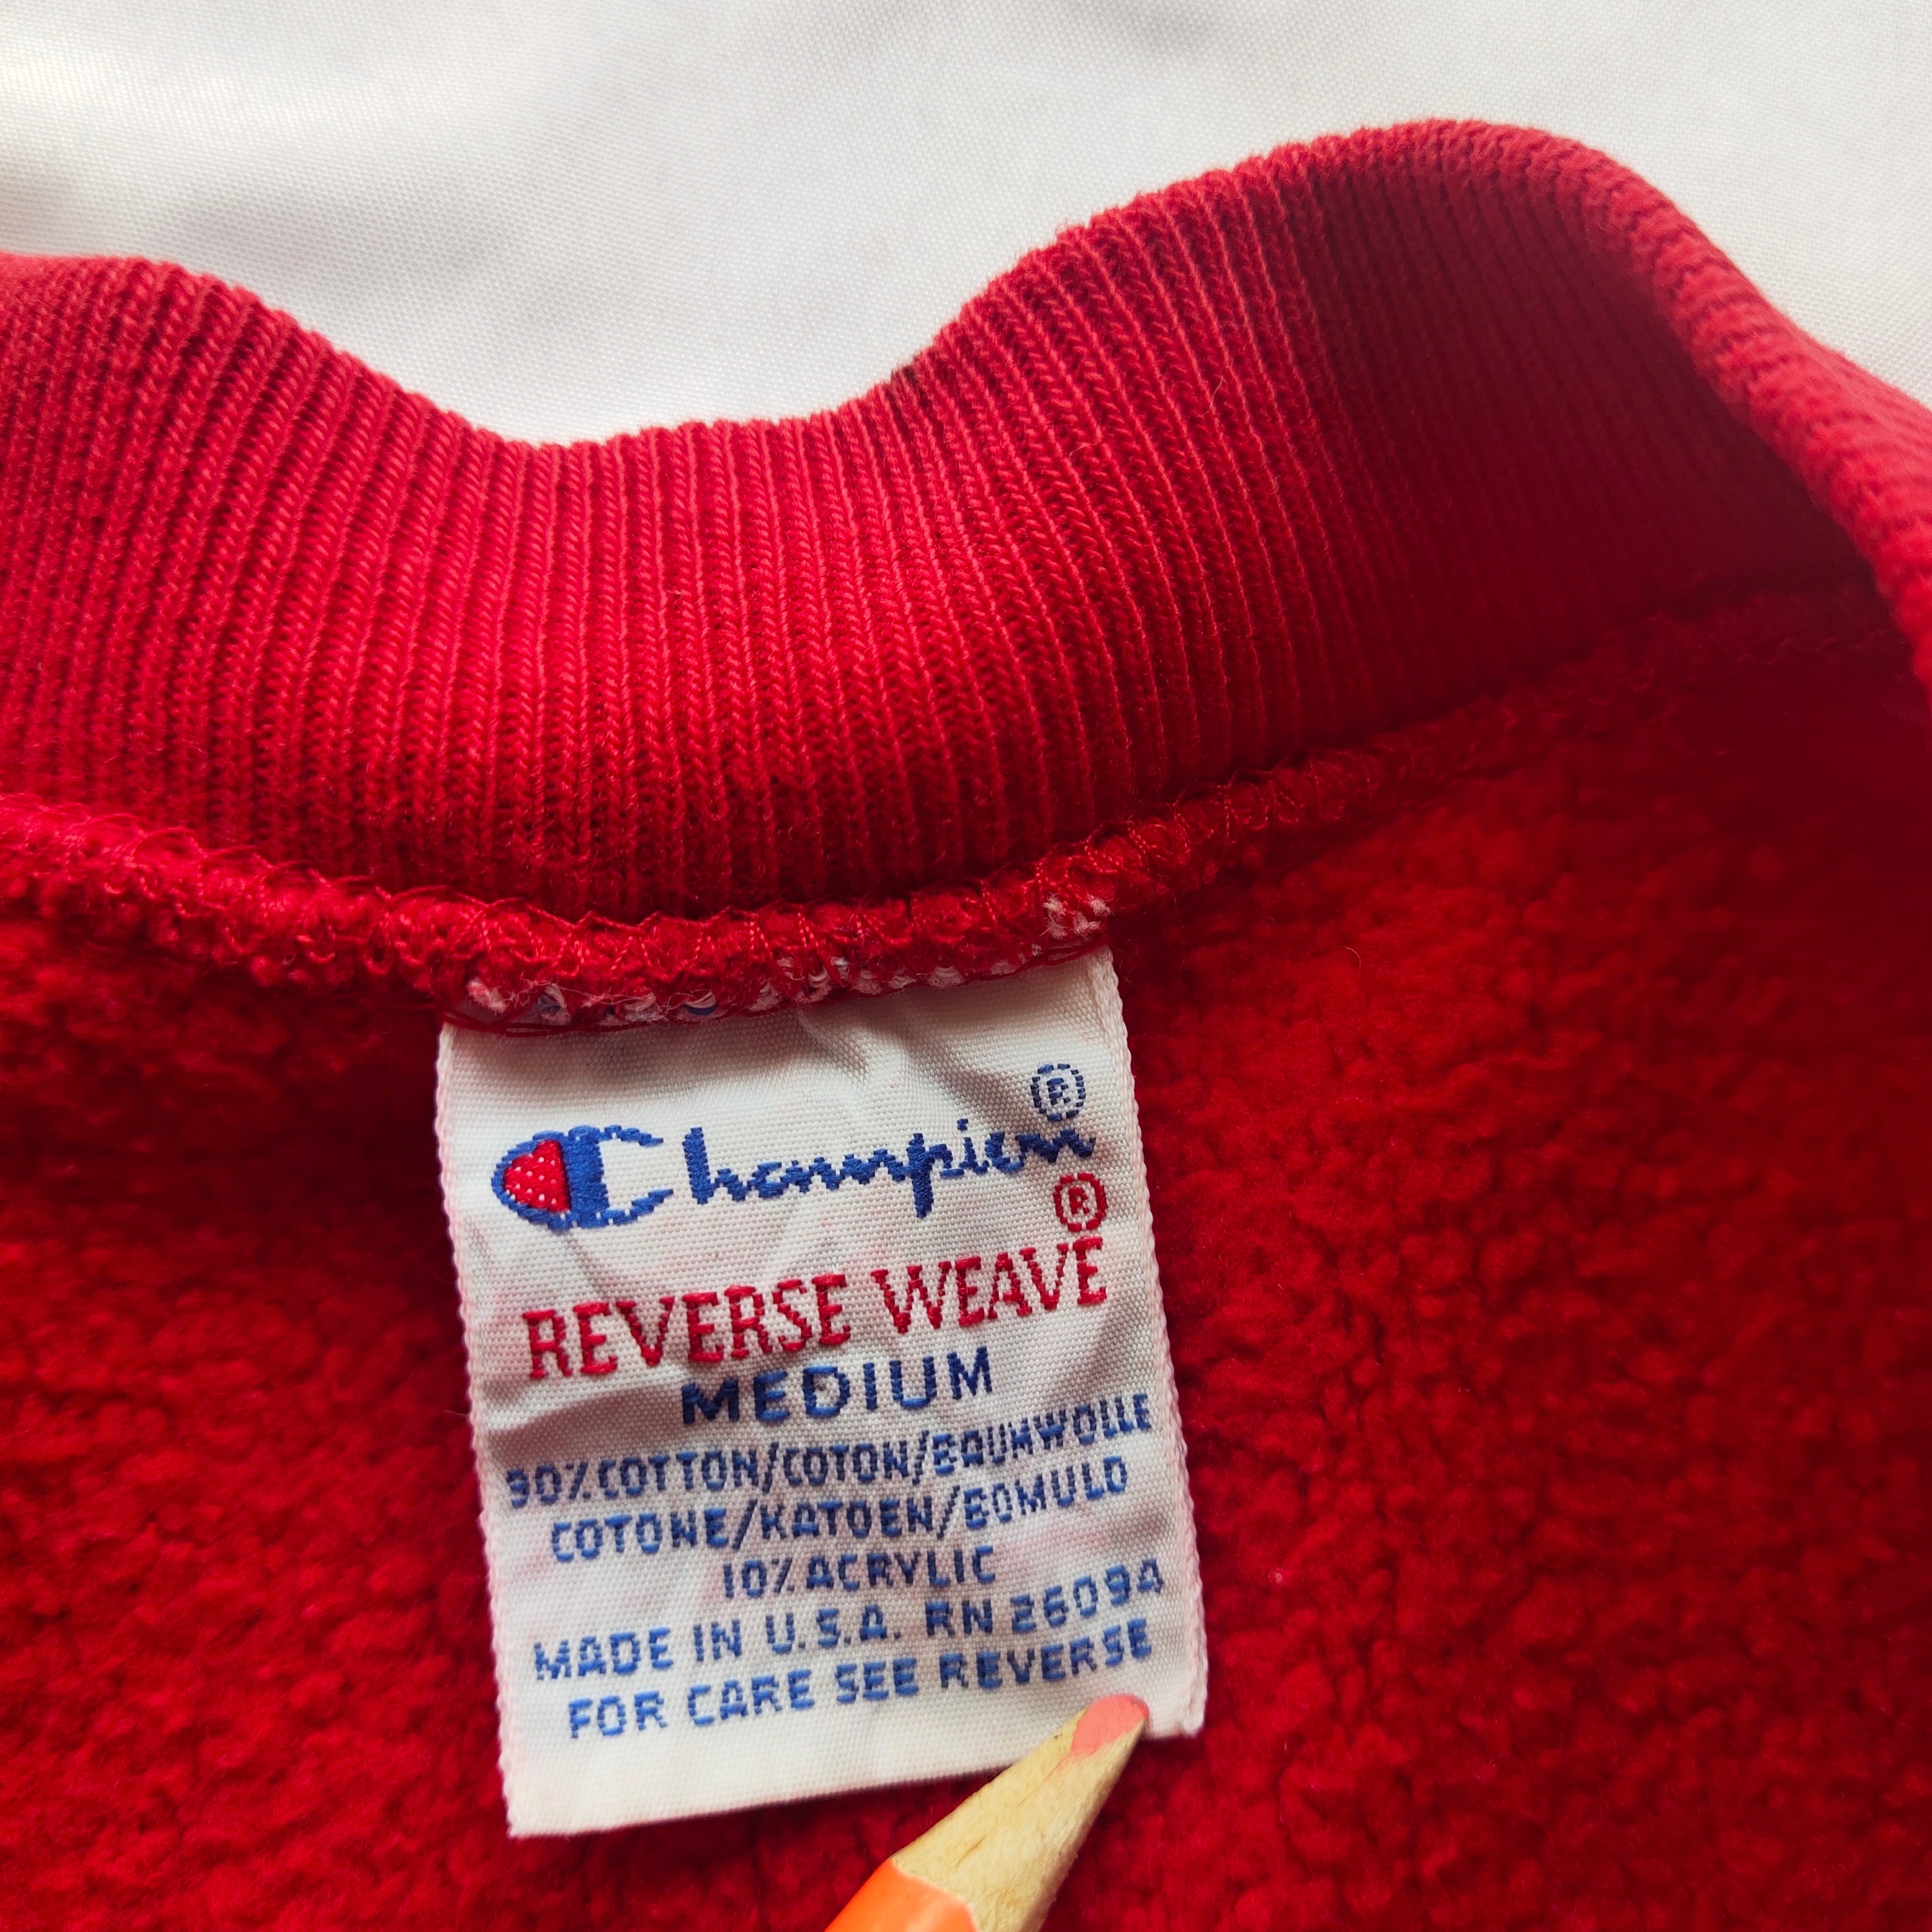 Champion®
®
REVERSE WEAVE
MEDIUM
90% COTTON/COTON/BAUMWOLLE
COTONE/KATOEN/BOMULD
10% ACRYLIC
MADE IN U.S.A. RN 26094
FOR CARE SEE REVERSE